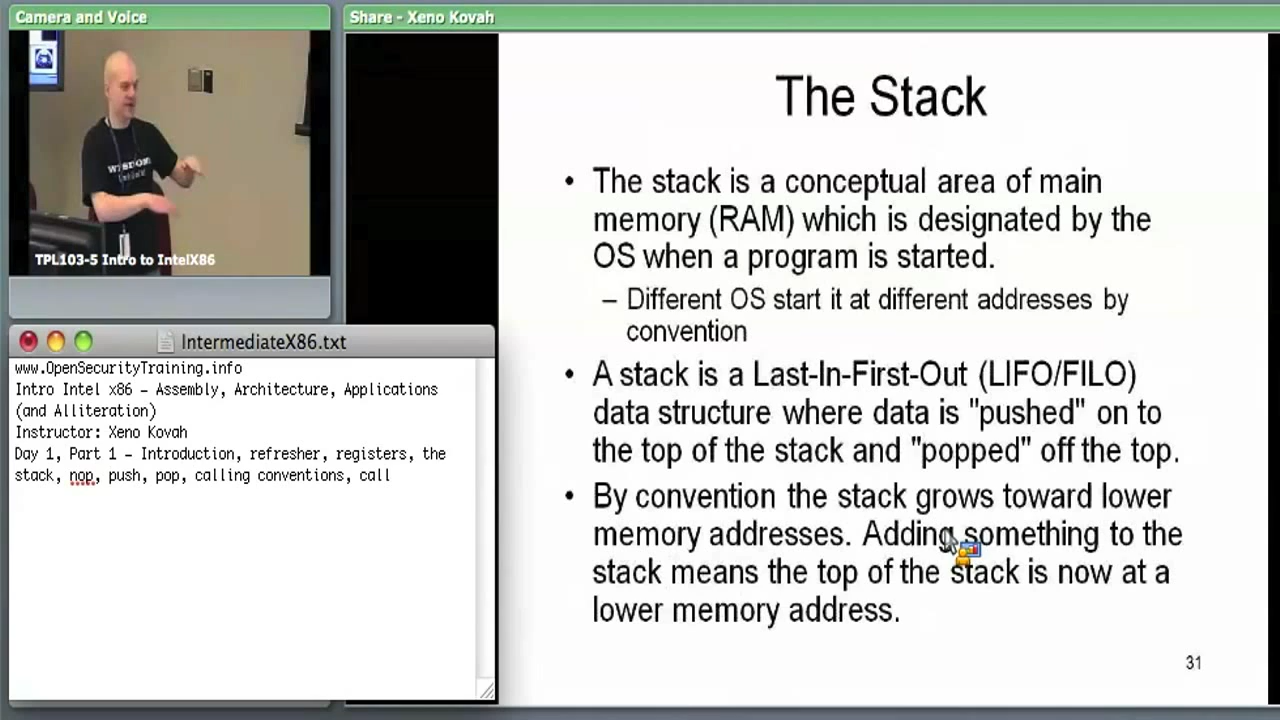 Camera and Voice
TPL103-5 Intro to IntelX86
IntermediateX86.txt
www.OpenSecurityTraining.info
Intro Intel x86 – Assembly, Architecture, Applications
(and Alliteration)
Instructor: Xeno Kovah
Day 1, Part 1 – Introduction, refresher, registers, the
stack, nop, push, pop, calling conventions, call
Share - Xeno Kovah
The Stack
• The stack is a conceptual area of main
memory (RAM) which is designated by the
OS when a program is started.
– Different OS start it at different addresses by
convention
• A stack is a Last-In-First-Out (LIFO/FILO)
data structure where data is "pushed" on to
the top of the stack and "popped" off the top.
• By convention the stack grows toward lower
memory addresses. Adding something to the
stack means the top of the stack is now at a
lower memory address.
31